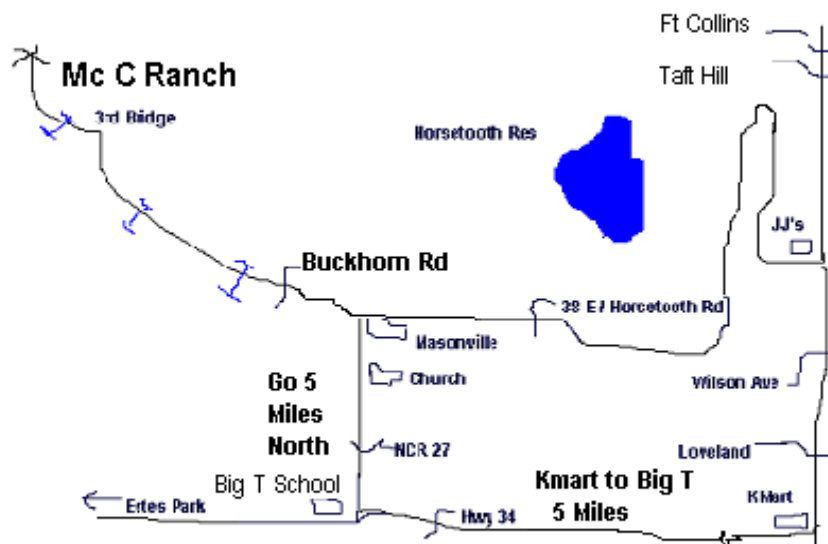 Ft Collins
Mc C Ranch
Taft Hill
3rd Bridge
Horsetooth Res
JJ's
Buckhorn Rd
38 E/ Horcetooth Rd
Masonville
Wilson Ave
Church
Go 5
Miles
North
NCR 27
Loveland
Big T School
Kmart to Big T
5 Miles
KMart
Estes Park
Hwy 34